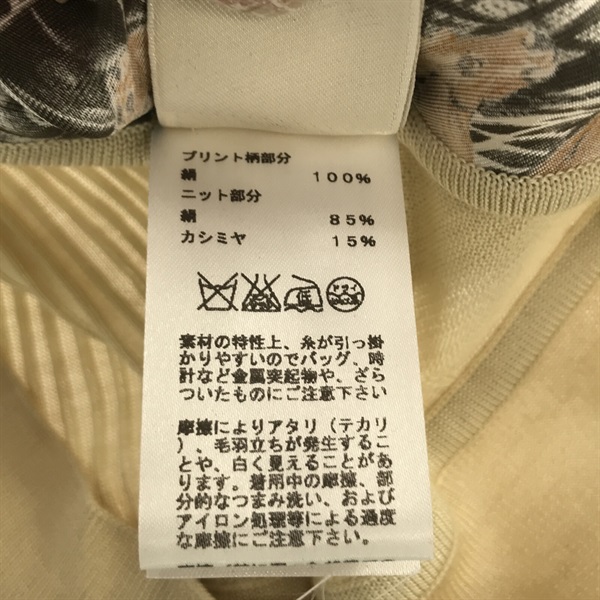 プリント柄部分
絹 100%
ニット部分
絹 85%
カシミヤ 15%
低 ドライ
素材の特性上、糸が引っ掛
かりやすいのでバッグ、時
計など金属突起物や、ざら
ついたものにご注意下さい
摩擦によりアタリ（テカリ
）、毛羽立ちが発生するこ
とや、白く見えることがあ
ります。着用中の摩擦、部
分的なつまみ洗い、および
アイロン処理等による過度
な摩擦にご注意下さい。